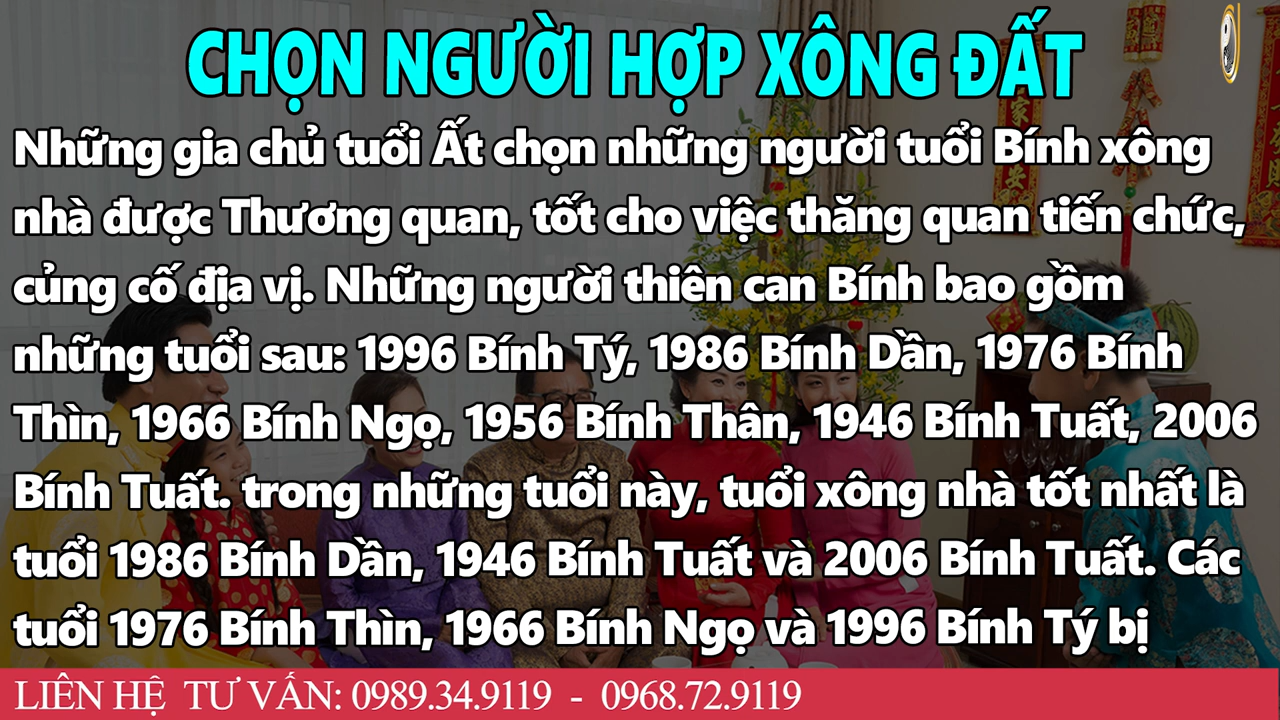 CHỌN NGƯỜI HỢP XÔNG ĐẤT
Những gia chủ tuổi Ất chọn những người tuổi Bính xông
nhà được Thương quan, tốt cho việc thăng quan tiến chức,
củng cố địa vị. Những người thiên can Bính bao gồm
những tuổi sau: 1996 Bính Tý, 1986 Bính Dần, 1976 Bính
Thìn, 1966 Bính Ngọ, 1956 Bính Thân, 1946 Bính Tuất, 2006
Bính Tuất. trong những tuổi này, tuổi xông nhà tốt nhất là
tuổi 1986 Bính Dần, 1946 Bính Tuất và 2006 Bính Tuất. Các
tuổi 1976 Bính Thìn, 1966 Bính Ngọ và 1996 Bính Tý bị
LIÊN HỆ TƯ VẤN: 0989.34.9119 - 0968.72.9119